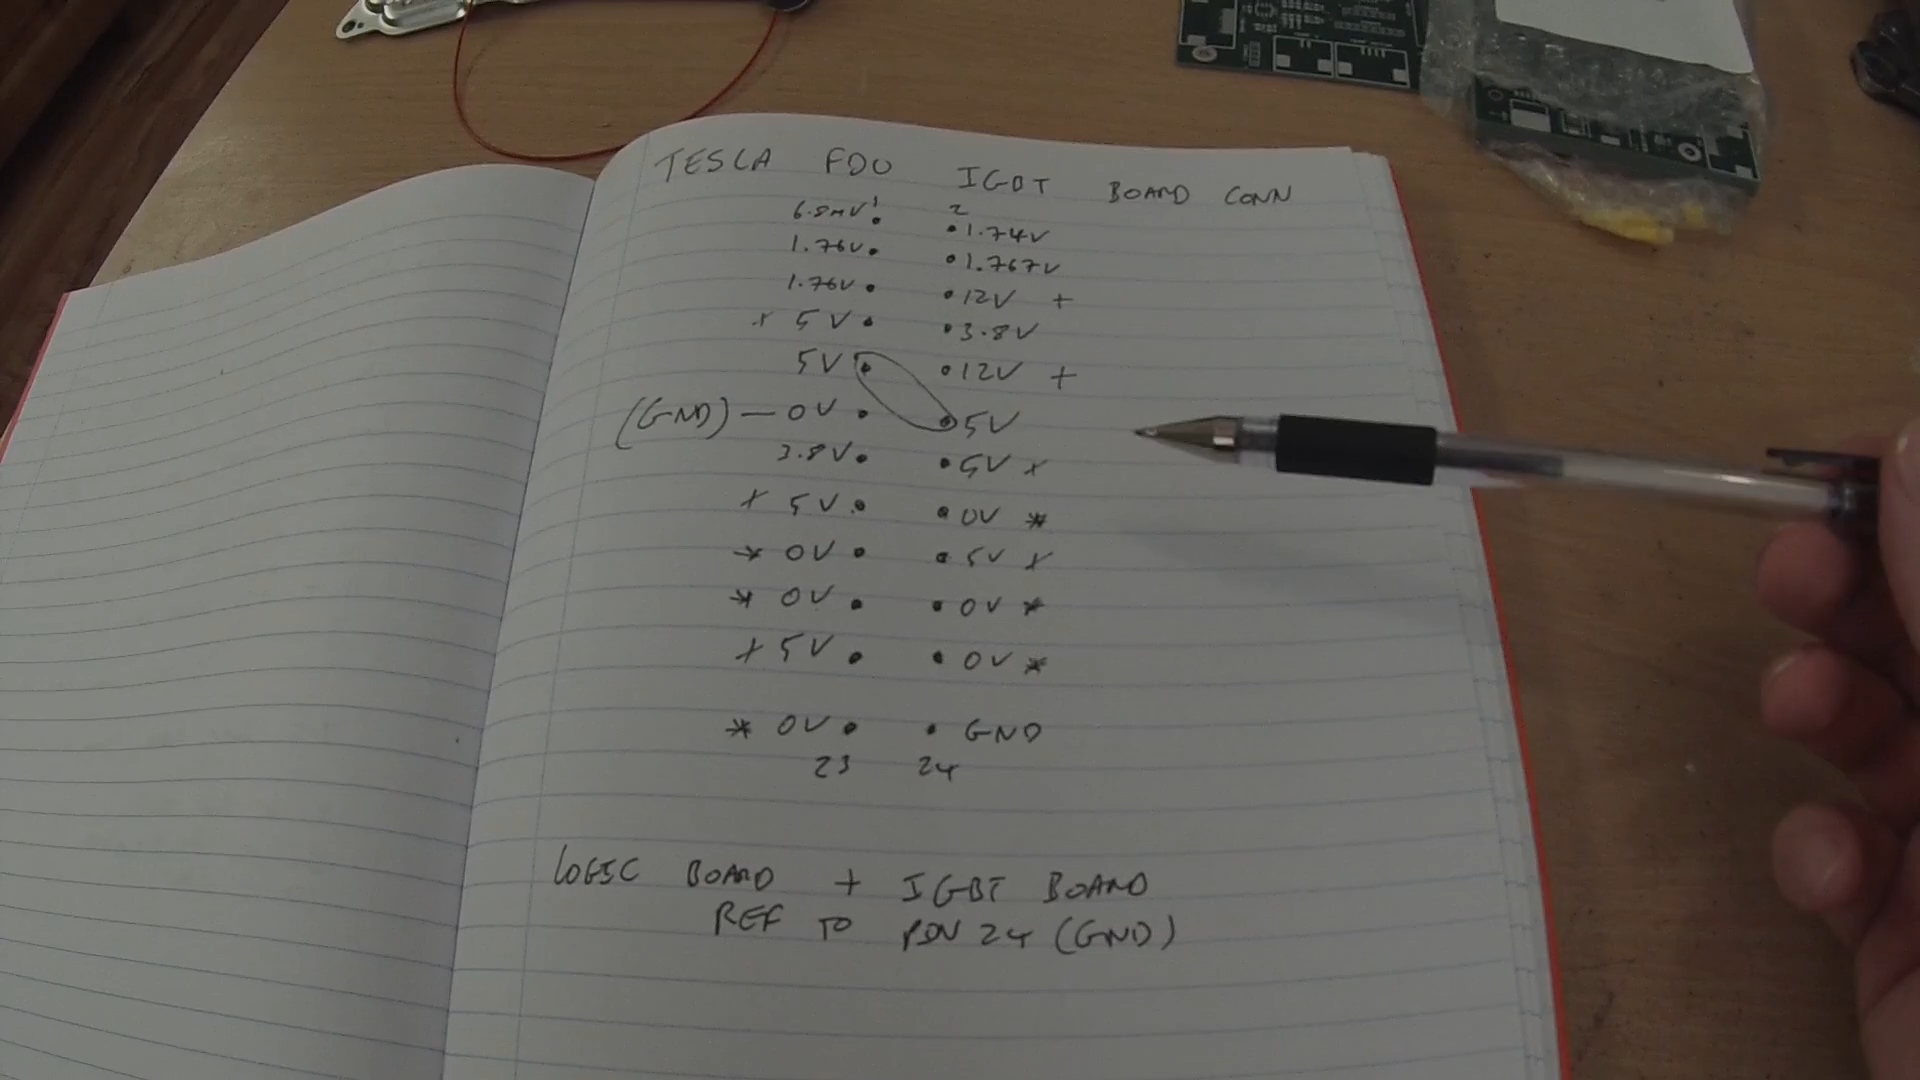 TESLA FDU IGBT BOARD CONN
6.8mV 1 2 1.74V
1.76V 1.767V
1.76V 12V +
+ 5V 3.8V
5V 12V +
(GND) — 0V 5V
3.8V 5V +
+ 5V 0V *
* 0V 5V +
* 0V 0V *
+ 5V 0V *
* 0V GND
23 24
LOGIC BOARD + IGBT BOARD
REF TO PIN 24 (GND)